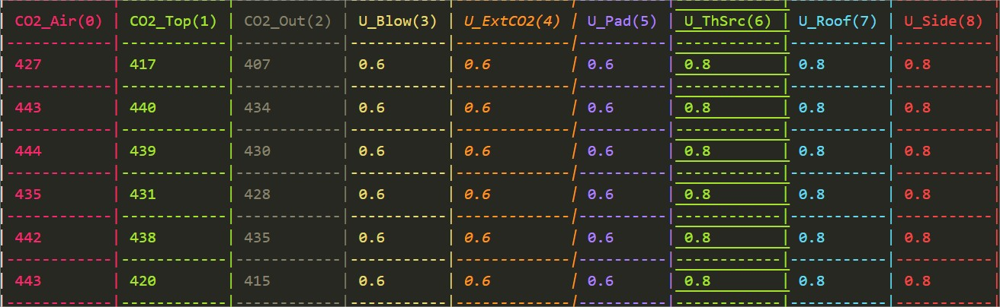 | CO2_Air(0) | CO2_Top(1) | CO2_Out(2) | U_Blow(3) | U_ExtCO2(4) | U_Pad(5) | U_ThSrc(6) | U_Roof(7) | U_Side(8) |
|------------|------------|------------|-----------|-------------|----------|------------|-----------|-----------|
| 427 | 417 | 407 | 0.6 | 0.6 | 0.6 | 0.8 | 0.8 | 0.8 |
|------------|------------|------------|-----------|-------------|----------|------------|-----------|-----------|
| 443 | 440 | 434 | 0.6 | 0.6 | 0.6 | 0.8 | 0.8 | 0.8 |
|------------|------------|------------|-----------|-------------|----------|------------|-----------|-----------|
| 444 | 439 | 430 | 0.6 | 0.6 | 0.6 | 0.8 | 0.8 | 0.8 |
|------------|------------|------------|-----------|-------------|----------|------------|-----------|-----------|
| 435 | 431 | 428 | 0.6 | 0.6 | 0.6 | 0.8 | 0.8 | 0.8 |
|------------|------------|------------|-----------|-------------|----------|------------|-----------|-----------|
| 442 | 438 | 435 | 0.6 | 0.6 | 0.6 | 0.8 | 0.8 | 0.8 |
|------------|------------|------------|-----------|-------------|----------|------------|-----------|-----------|
| 443 | 420 | 415 | 0.6 | 0.6 | 0.6 | 0.8 | 0.8 | 0.8 |
|------------|------------|------------|-----------|-------------|----------|------------|-----------|-----------|